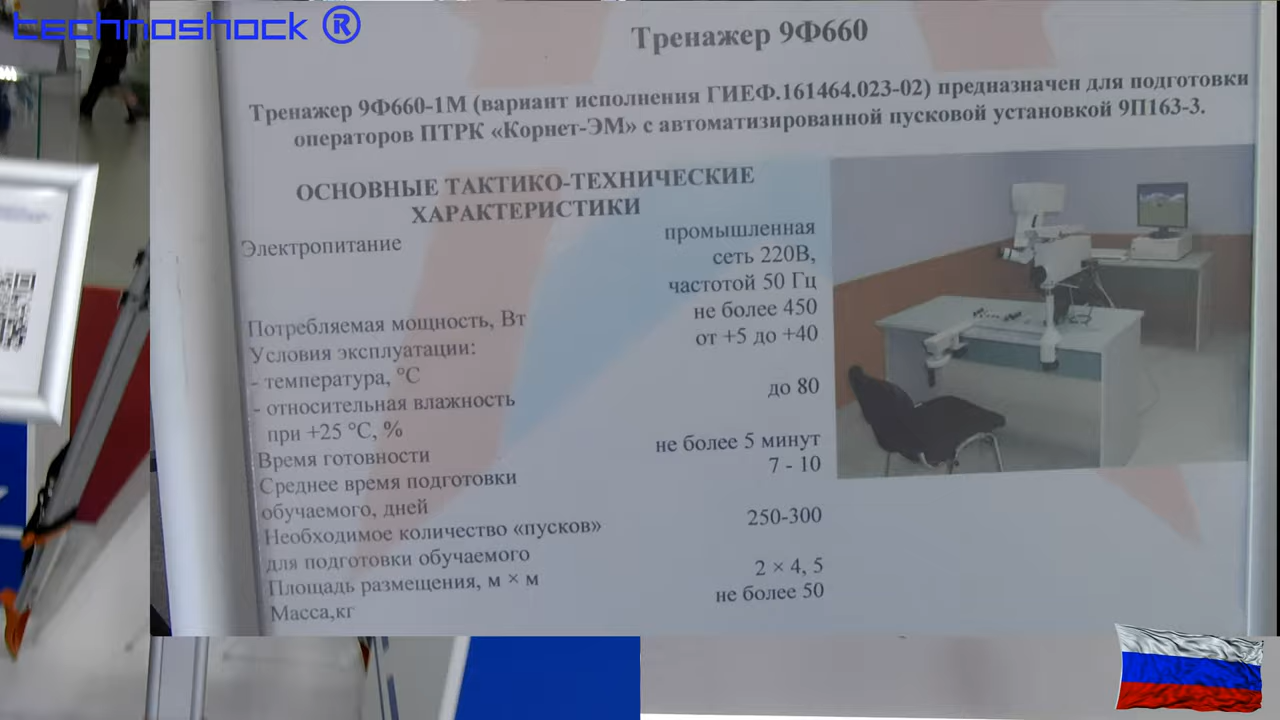 technoshock ®
Тренажер 9Ф660
Тренажер 9Ф660-1М (вариант исполнения ГИЕФ.161464.023-02) предназначен для подготовки
операторов ПТРК «Корнет-ЭМ» с автоматизированной пусковой установкой 9П163-3.
ОСНОВНЫЕ ТАКТИКО-ТЕХНИЧЕСКИЕ
ХАРАКТЕРИСТИКИ
Электропитание
промышленная
сеть 220В,
частотой 50 Гц
Потребляемая мощность, Вт
не более 450
Условия эксплуатации:
- температура, °С
от +5 до +40
- относительная влажность
при +25 °С, %
до 80
Время готовности
не более 5 минут
Среднее время подготовки
обучаемого, дней
7 - 10
Необходимое количество «пусков»
для подготовки обучаемого
250-300
Площадь размещения, м × м
2 × 4, 5
Масса,кг
не более 50